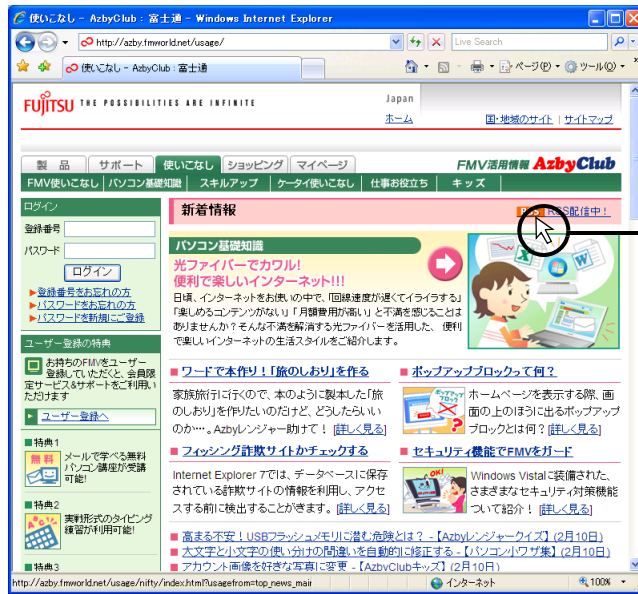 使いこなし - AzbyClub : 富士通 - Windows Internet Explorer
http://azby.fmworld.net/usage/
Live Search
使いこなし - AzbyClub : 富士通
ページ(P)
ツール(O)
FUJITSU THE POSSIBILITIES ARE INFINITE
Japan
ホーム
国・地域のサイト | サイトマップ
製 品
サポート
使いこなし
ショッピング
マイページ
FMV活用情報 AzbyClub
FMV使いこなし
パソコン基礎知識
スキルアップ
ケータイ使いこなし
仕事お役立ち
キッズ
ログイン
登録番号
パスワード
ログイン
▶登録番号をお忘れの方
▶パスワードをお忘れの方
▶パスワードを新規にご登録
ユーザー登録の特典
お持ちのFMVをユーザー
登録していただくと、会員限
定サービス&サポートをご利用い
ただけます
ユーザー登録へ
■特典1
無料
メールで学べる無料
パソコン講座が受講
可能!
■特典2
実戦形式のタイピング
練習が利用可能!
■特典3
新着情報
RSS配信中!
パソコン基礎知識
光ファイバーでカワル!
便利で楽しいインターネット!!!
日頃、インターネットをお使いの中で、「回線速度が遅くてイライラする」
「楽しめるコンテンツがない」「月額費用が高い」と不満を感じることは
ありませんか?そんな不満を解消する光ファイバーを活用した、便利
で楽しいインターネットの生活スタイルをご紹介します。
■ワードで本作り!「旅のしおり」を作る
家族旅行に行くので、本のように製本した「旅
のしおり」を作りたいのだけど、どうしたらいい
のか…。Azbyレンジャー助けて! [詳しく見る]
■ポップアップブロックって何?
ポップアップ
ブロック
ホームページを表示する際、画
面の上のほうに出るポップアップ
ブロックとは何?[詳しく見る]
■フィッシング詐欺サイトかチェックする
Internet Explorer 7では、データベースに保存
されている詐欺サイトの情報を利用し、アクセ
スする前に検出することができます。[詳しく見る]
■セキュリティ機能でFMVをガード
OK!
Windows Vistaに装備された、
さまざまなセキュリティ対策機能
ついて紹介! [詳しく見る]
■高まる不安!USBフラッシュメモリに潜む危険とは? -【Azbyレンジャークイズ】(2月10日)
■大文字と小文字の使い分けの間違いを自動的に修正する -【パソコン小ワザ集】(2月10日)
■アカウント画像を好きな写真に変更 -【AzbyClubキッズ】(2月10日)
http://azby.fmworld.net/usage/nifty/index.html?usagefrom=top_news_mair
インターネット
100%